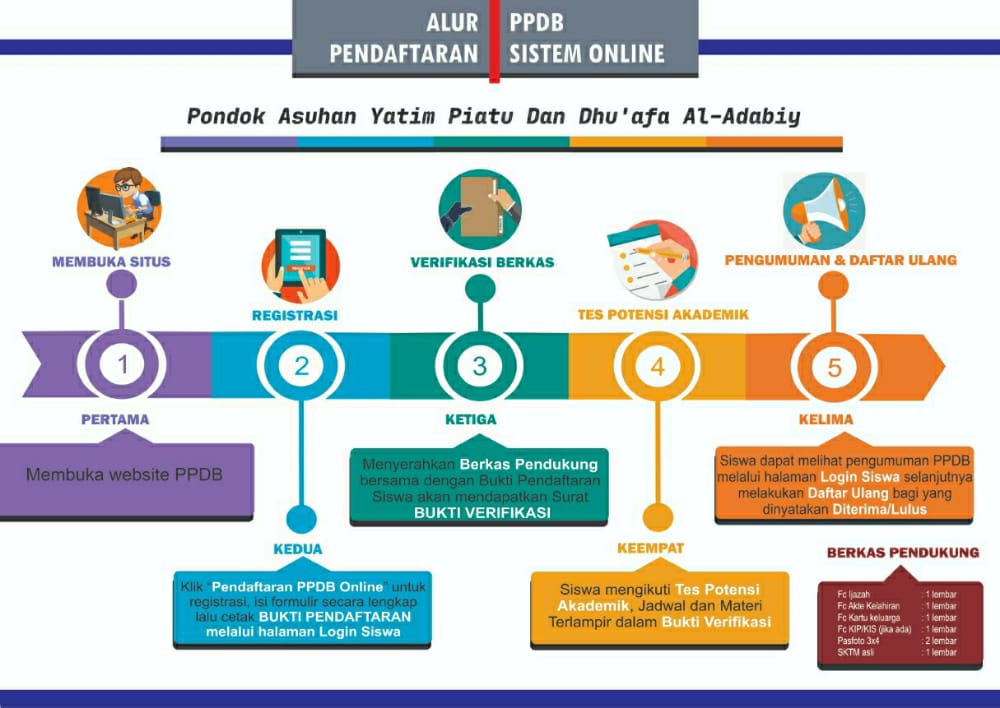 ALUR PENDAFTARAN
PPDB SISTEM ONLINE
Pondok Asuhan Yatim Piatu Dan Dhu'afa Al-Adabiy
MEMBUKA SITUS
1
PERTAMA
Membuka website PPDB
REGISTRASI
2
KEDUA
Klik “Pendaftaran PPDB Online” untuk
registrasi, isi formulir secara lengkap
lalu cetak BUKTI PENDAFTARAN
melalui halaman Login Siswa
VERIFIKASI BERKAS
3
KETIGA
Menyerahkan Berkas Pendukung
bersama dengan Bukti Pendaftaran
Siswa akan mendapatkan Surat
BUKTI VERIFIKASI
TES POTENSI AKADEMIK
4
KEEMPAT
Siswa mengikuti Tes Potensi
Akademik, Jadwal dan Materi
Terlampir dalam Bukti Verifikasi
PENGUMUMAN & DAFTAR ULANG
5
KELIMA
Siswa dapat melihat pengumuman PPDB
melalui halaman Login Siswa selanjutnya
melakukan Daftar Ulang bagi yang
dinyatakan Diterima/Lulus
BERKAS PENDUKUNG
Fc Ijazah : 1 lembar
Fc Akte Kelahiran : 1 lembar
Fc Kartu keluarga : 1 lembar
Fc KIP/KIS (jika ada) : 1 lembar
Pasfoto 3x4 : 2 lembar
SKTM asli : 1 lembar